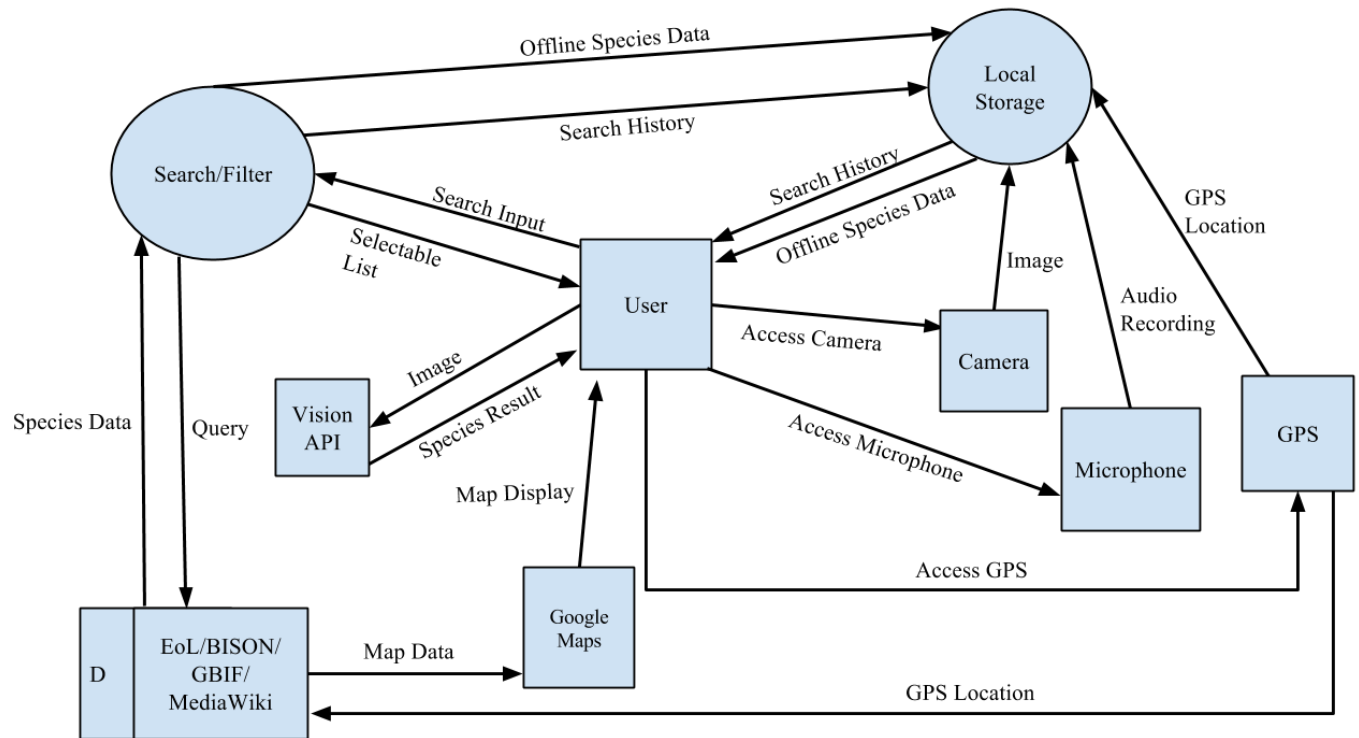 Offline Species Data
Local
Storage
Search History
Search/Filter
Search History
Offline Species Data
Search Input
Selectable
List
GPS
Location
Image
User
Access Camera
Camera
Audio
Recording
Image
Vision
API
Species Result
Species Data
Query
Access Microphone
Microphone
GPS
Map Display
Access GPS
Google
Maps
D
EoL/BISON/
GBIF/
MediaWiki
Map Data
GPS Location